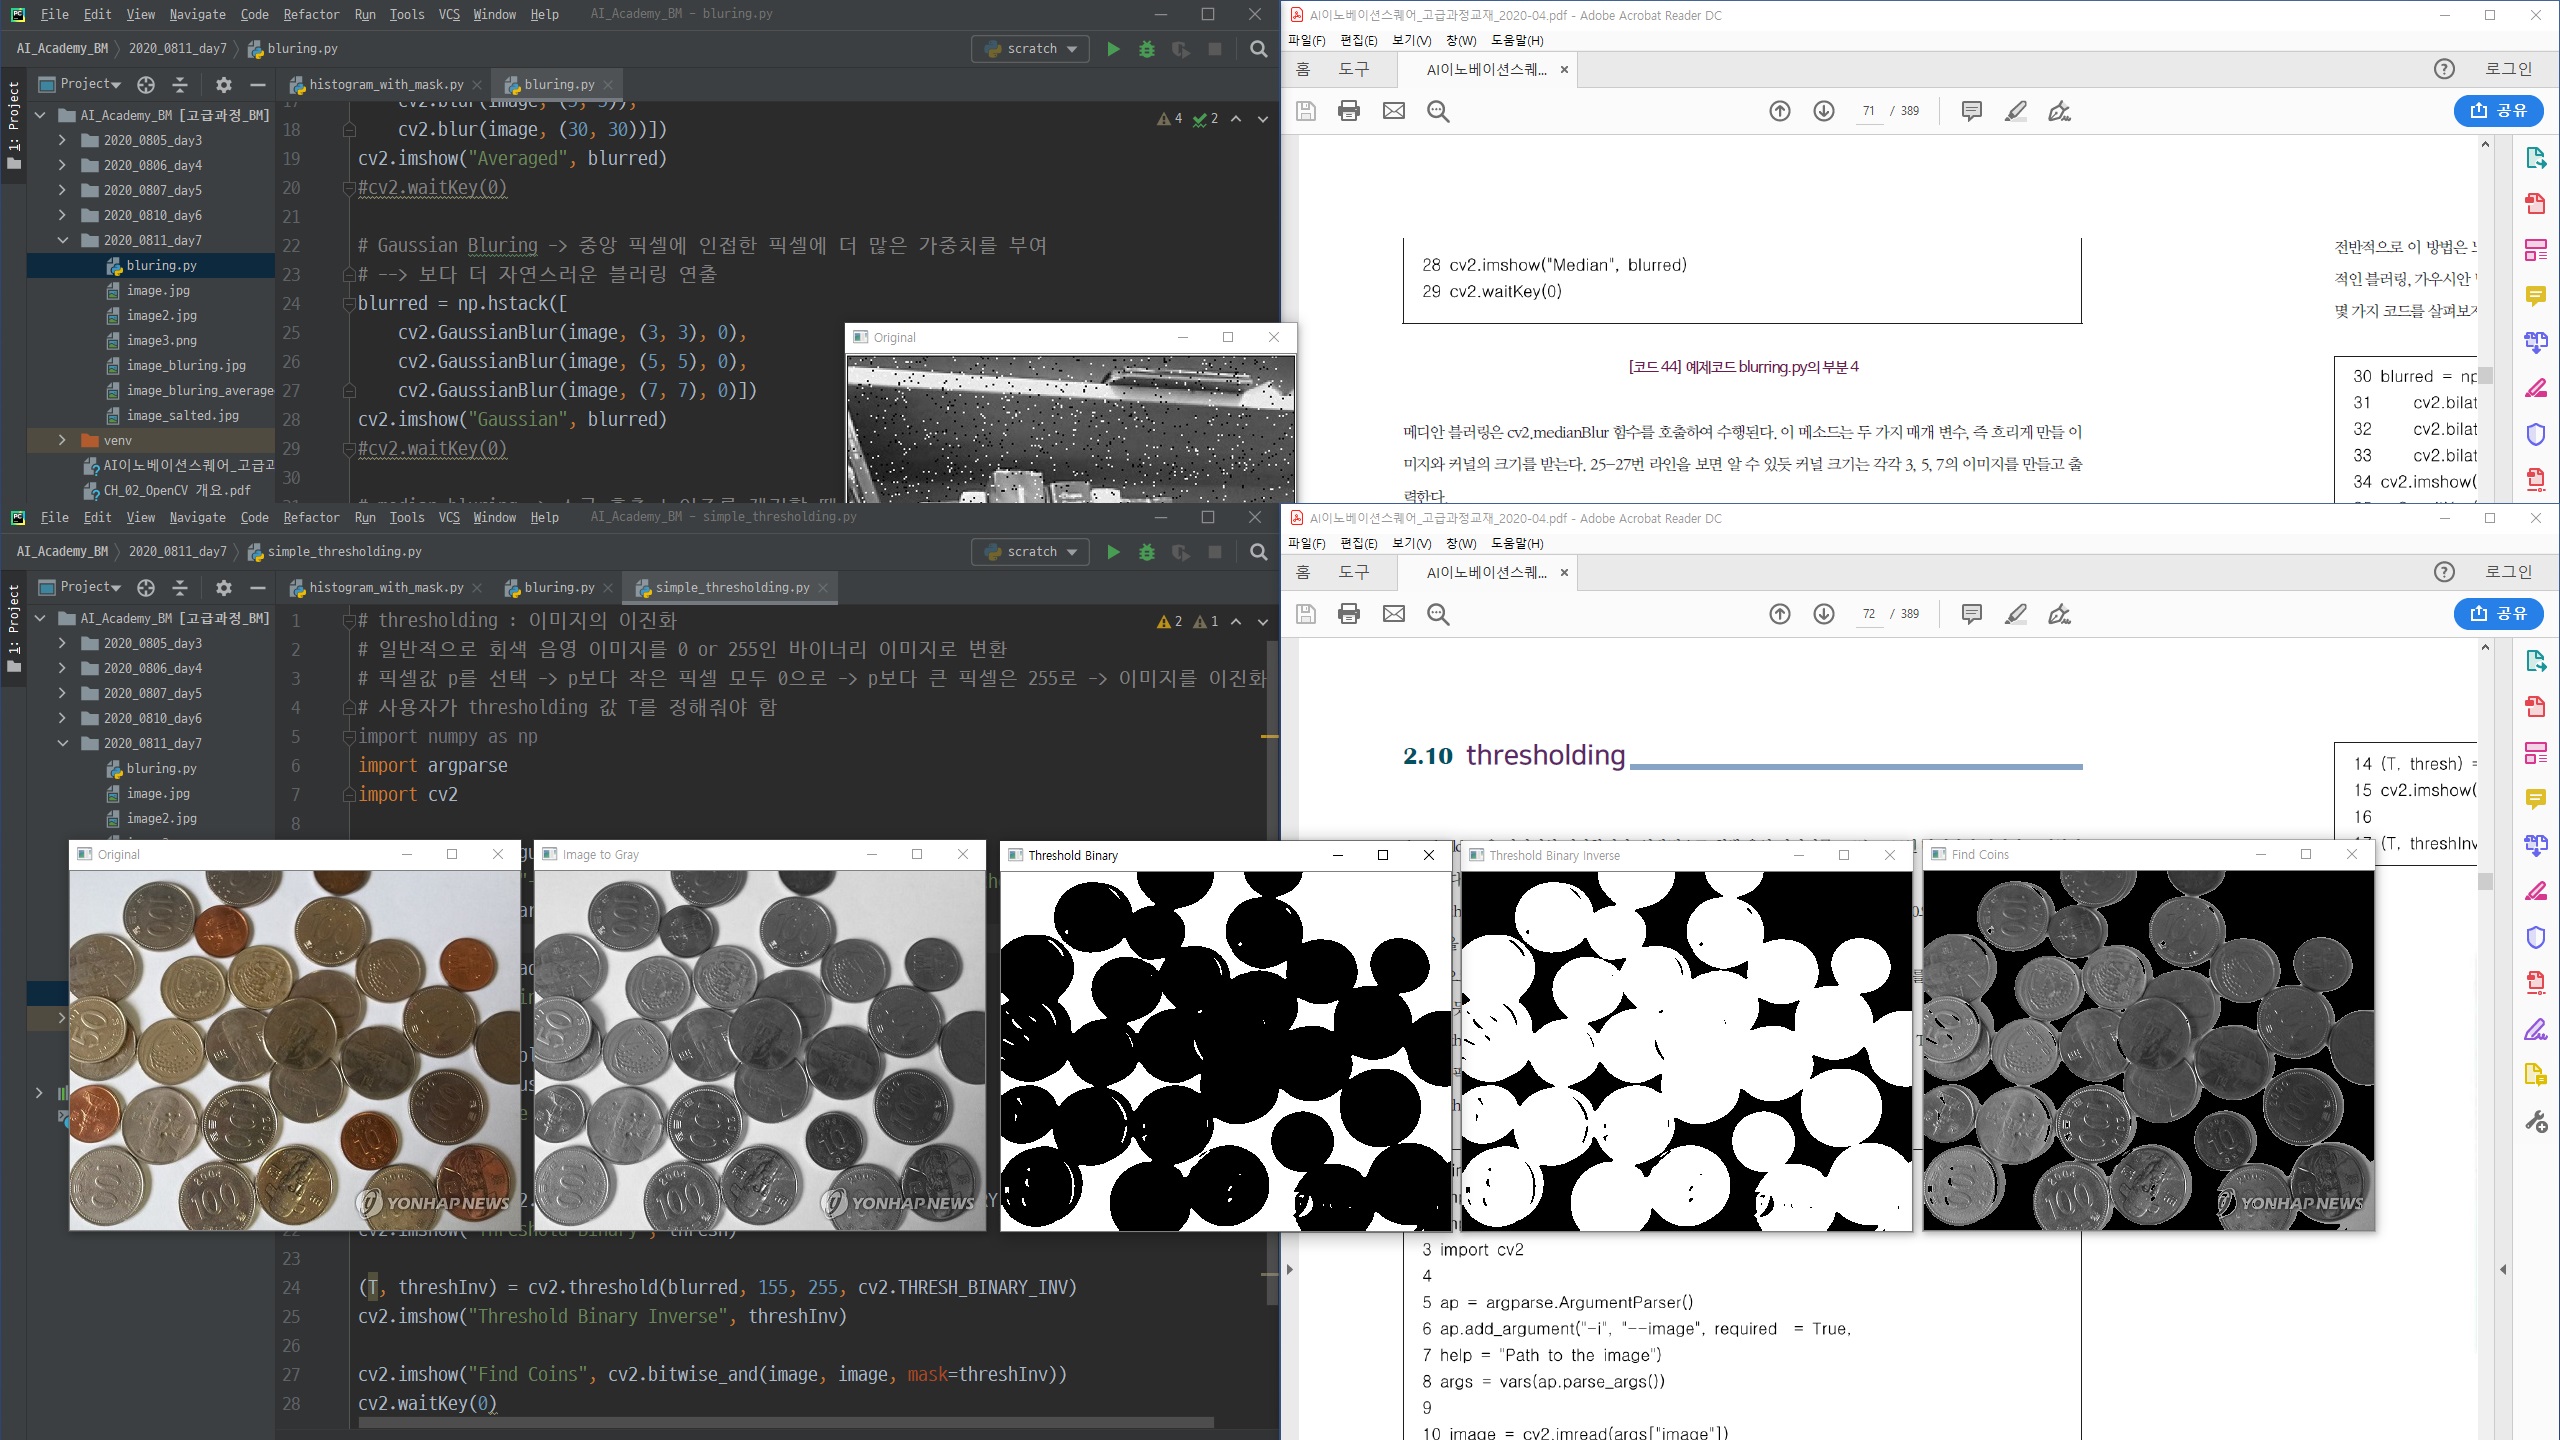 File Edit View Navigate Code Refactor Run Tools VCS Window Help AI_Academy_BM - bluring.py
AI_Academy_BM 2020_0811_day7 bluring.py
scratch
Project
histogram_with_mask.py
bluring.py
1: Project
AI_Academy_BM [고급과정_BM]
2020_0805_day3
2020_0806_day4
2020_0807_day5
2020_0810_day6
2020_0811_day7
bluring.py
image.jpg
image2.jpg
image3.png
image_bluring.jpg
image_bluring_average
image_salted.jpg
venv
AI이노베이션스퀘어_고급고
CH_02_OpenCV 개요.pdf
4 2
18 cv2.blur(image, (30, 30))])
19 cv2.imshow("Averaged", blurred)
20 #cv2.waitKey(0)
21
22 # Gaussian Bluring -> 중앙 픽셀에 인접한 픽셀에 더 많은 가중치를 부여
23 # --> 보다 더 자연스러운 블러링 연출
24 blurred = np.hstack([
25 cv2.GaussianBlur(image, (3, 3), 0),
26 cv2.GaussianBlur(image, (5, 5), 0),
27 cv2.GaussianBlur(image, (7, 7), 0)])
28 cv2.imshow("Gaussian", blurred)
29 #cv2.waitKey(0)
30
Original
AI이노베이션스퀘어_고급과정교재_2020-04.pdf - Adobe Acrobat Reader DC
파일(F) 편집(E) 보기(V) 창(W) 도움말(H)
홈 도구 AI이노베이션스퀘... × 로그인
71 / 389
공유
28 cv2.imshow("Median", blurred)
29 cv2.waitKey(0)
[코드 44] 예제코드 blurring.py의 부분 4
메디안 블러링은 cv2.medianBlur 함수를 호출하여 수행된다. 이 메소드는 두 가지 매개 변수, 즉 흐리게 만들 이
미지와 커널의 크기를 받는다. 25-27번 라인을 보면 알 수 있듯 커널 크기는 각각 3, 5, 7의 이미지를 만들고 출
력한다.
전반적으로 이 방법은
적인 블러링, 가우시안
몇 가지 코드를 살펴보자
30 blurred = np
31 cv2.bilat
32 cv2.bilat
33 cv2.bilat
34 cv2.imshow(
File Edit View Navigate Code Refactor Run Tools VCS Window Help AI_Academy_BM - simple_thresholding.py
AI_Academy_BM 2020_0811_day7 simple_thresholding.py
scratch
Project
histogram_with_mask.py
bluring.py
simple_thresholding.py
1: Project
AI_Academy_BM [고급과정_BM]
2020_0805_day3
2020_0806_day4
2020_0807_day5
2020_0810_day6
2020_0811_day7
bluring.py
image.jpg
image2.jpg
2 1
1 # thresholding : 이미지의 이진화
2 # 일반적으로 회색 음영 이미지를 0 or 255인 바이너리 이미지로 변환
3 # 픽셀값 p를 선택 -> p보다 작은 픽셀 모두 0으로 -> p보다 큰 픽셀은 255로 -> 이미지를 이진화
4 # 사용자가 thresholding 값 T를 정해줘야 함
5 import numpy as np
6 import argparse
7 import cv2
8
Original
Image to Gray
Threshold Binary
Threshold Binary Inverse
Find Coins
YONHAP NEWS
YONHAP NEWS
YONHAP NEWS
23
24 (T, threshInv) = cv2.threshold(blurred, 155, 255, cv2.THRESH_BINARY_INV)
25 cv2.imshow("Threshold Binary Inverse", threshInv)
26
27 cv2.imshow("Find Coins", cv2.bitwise_and(image, image, mask=threshInv))
28 cv2.waitKey(0)
AI이노베이션스퀘어_고급과정교재_2020-04.pdf - Adobe Acrobat Reader DC
파일(F) 편집(E) 보기(V) 창(W) 도움말(H)
홈 도구 AI이노베이션스퀘... × 로그인
72 / 389
공유
2.10 thresholding
14 (T, thresh) =
15 cv2.imshow(
16
(T, threshInv
3 import cv2
4
5 ap = argparse.ArgumentParser()
6 ap.add_argument("-i", "--image", required = True,
7 help = "Path to the image")
8 args = vars(ap.parse_args())
9
10 image = cv2.imread(args["image"])